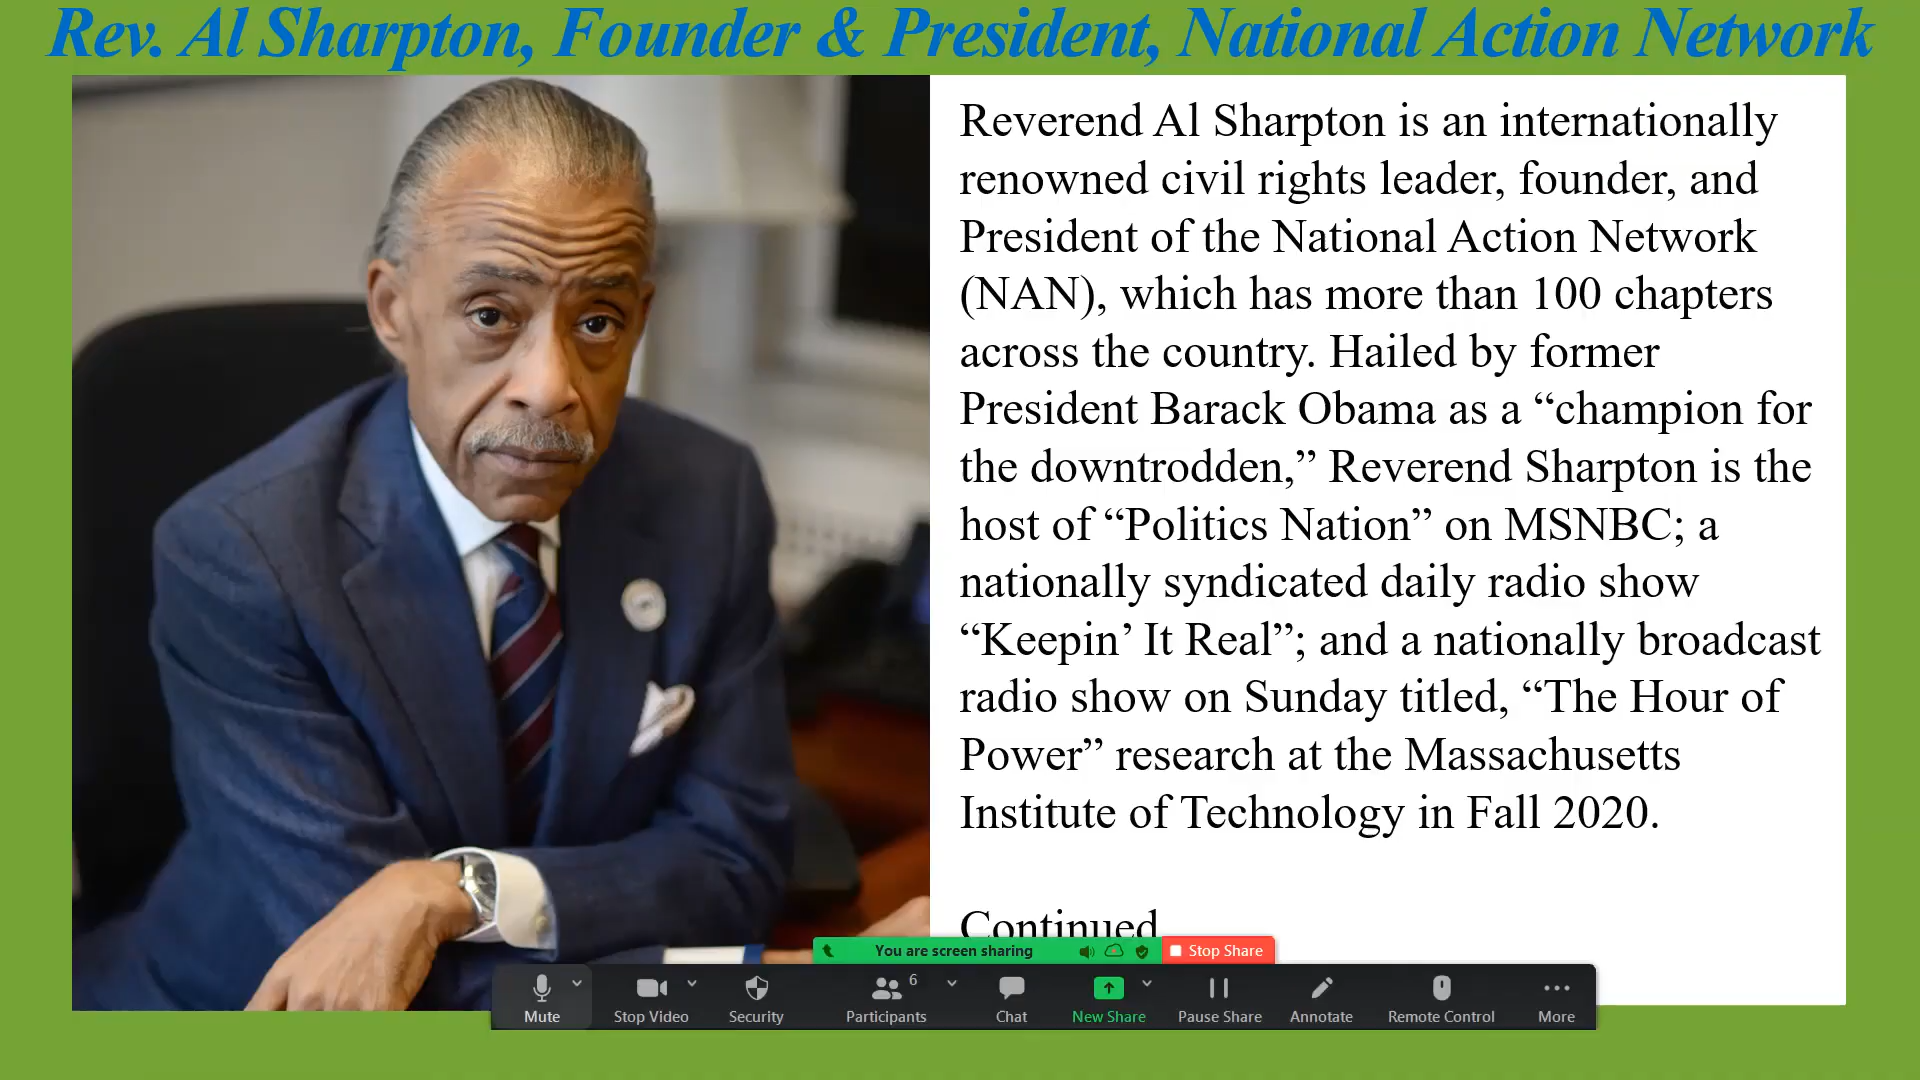 Rev. Al Sharpton, Founder & President, National Action Network
Reverend Al Sharpton is an internationally
renowned civil rights leader, founder, and
President of the National Action Network
(NAN), which has more than 100 chapters
across the country. Hailed by former
President Barack Obama as a “champion for
the downtrodden,” Reverend Sharpton is the
host of “Politics Nation” on MSNBC; a
nationally syndicated daily radio show
“Keepin’ It Real”; and a nationally broadcast
radio show on Sunday titled, “The Hour of
Power” research at the Massachusetts
Institute of Technology in Fall 2020.
Continued
You are screen sharing
Stop Share
6
Mute
Stop Video
Security
Participants
Chat
New Share
Pause Share
Annotate
Remote Control
More